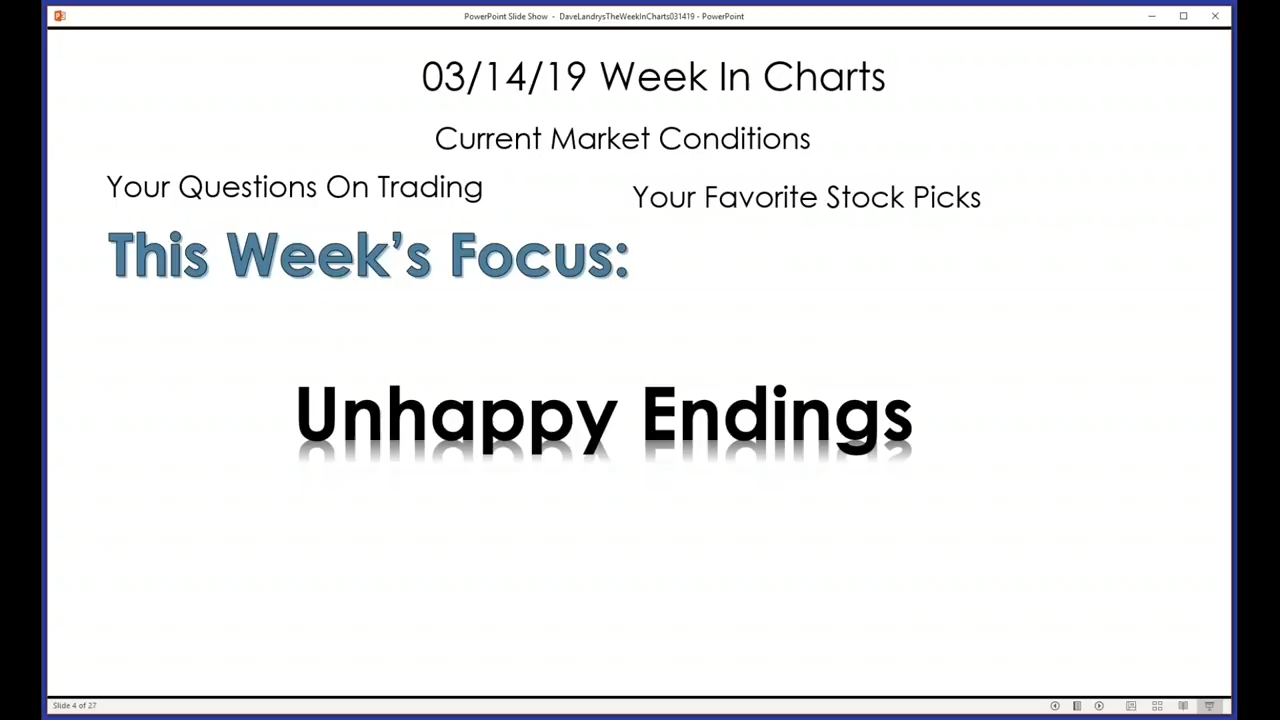 PowerPoint Slide Show - DaveLandrysTheWeekInCharts031419 - PowerPoint
03/14/19 Week In Charts
Current Market Conditions
Your Questions On Trading
Your Favorite Stock Picks
This Week’s Focus:
Unhappy Endings
Slide 4 of 27